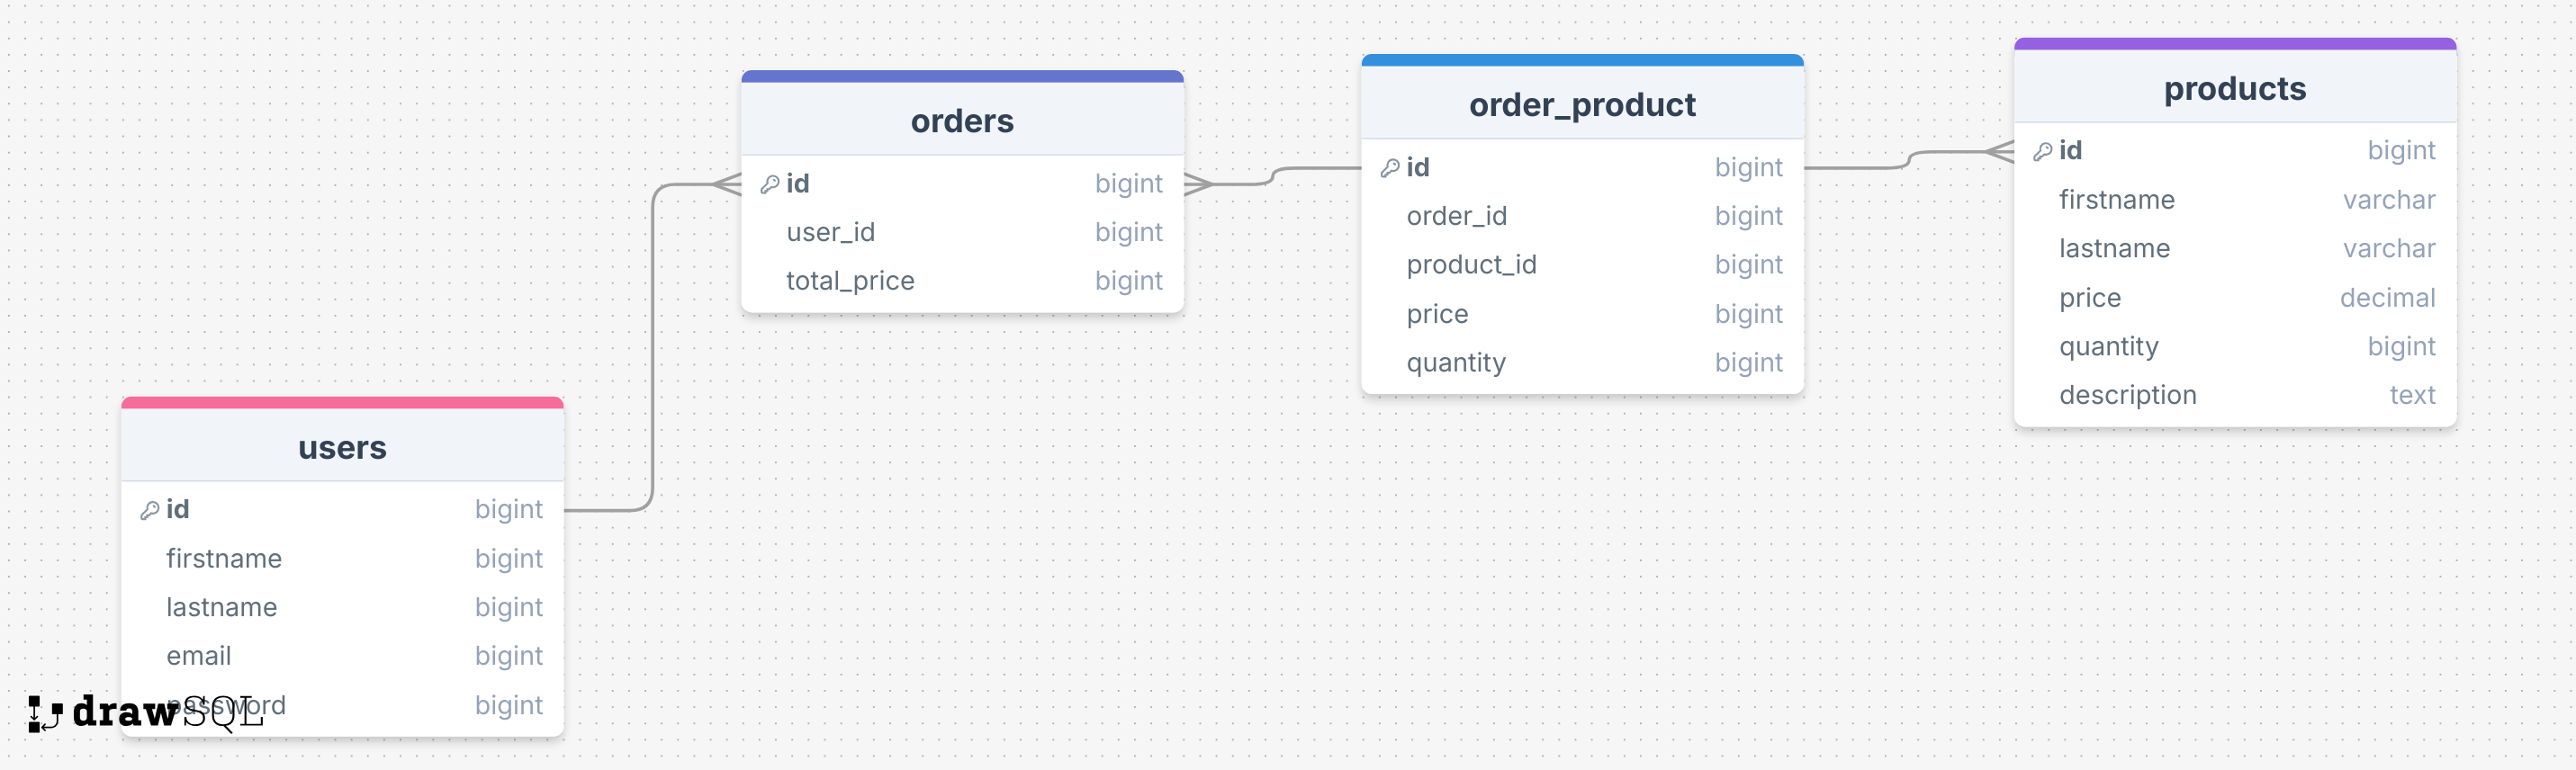 orders
id bigint
user_id bigint
total_price bigint
order_product
id bigint
order_id bigint
product_id bigint
price bigint
quantity bigint
products
id bigint
firstname varchar
lastname varchar
price decimal
quantity bigint
description text
users
id bigint
firstname bigint
lastname bigint
email bigint
password bigint
drawSQL